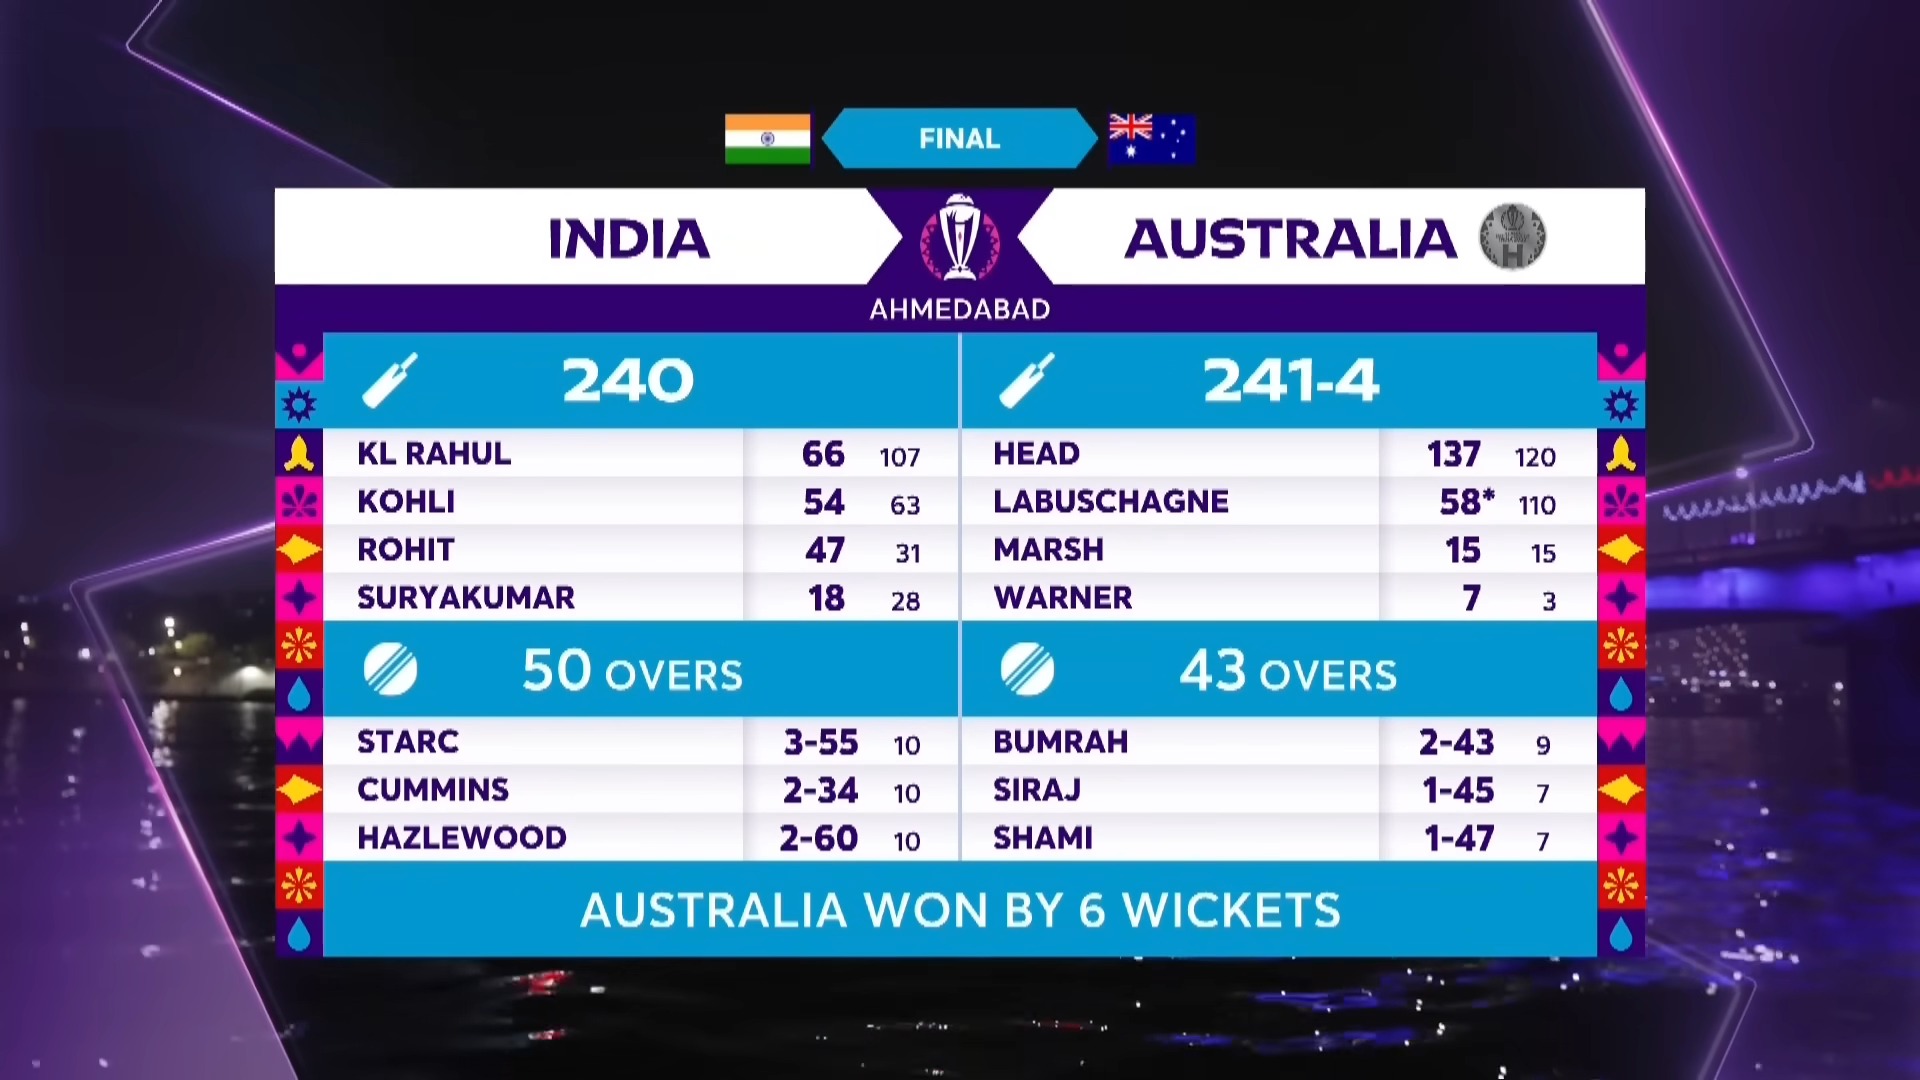 FINAL
INDIA
AUSTRALIA
H
AHMEDABAD
240
241-4
KL RAHUL 66 107
HEAD 137 120
KOHLI 54 63
LABUSCHAGNE 58* 110
ROHIT 47 31
MARSH 15 15
SURYAKUMAR 18 28
WARNER 7 3
50 OVERS
43 OVERS
STARC 3-55 10
BUMRAH 2-43 9
CUMMINS 2-34 10
SIRAJ 1-45 7
HAZLEWOOD 2-60 10
SHAMI 1-47 7
AUSTRALIA WON BY 6 WICKETS